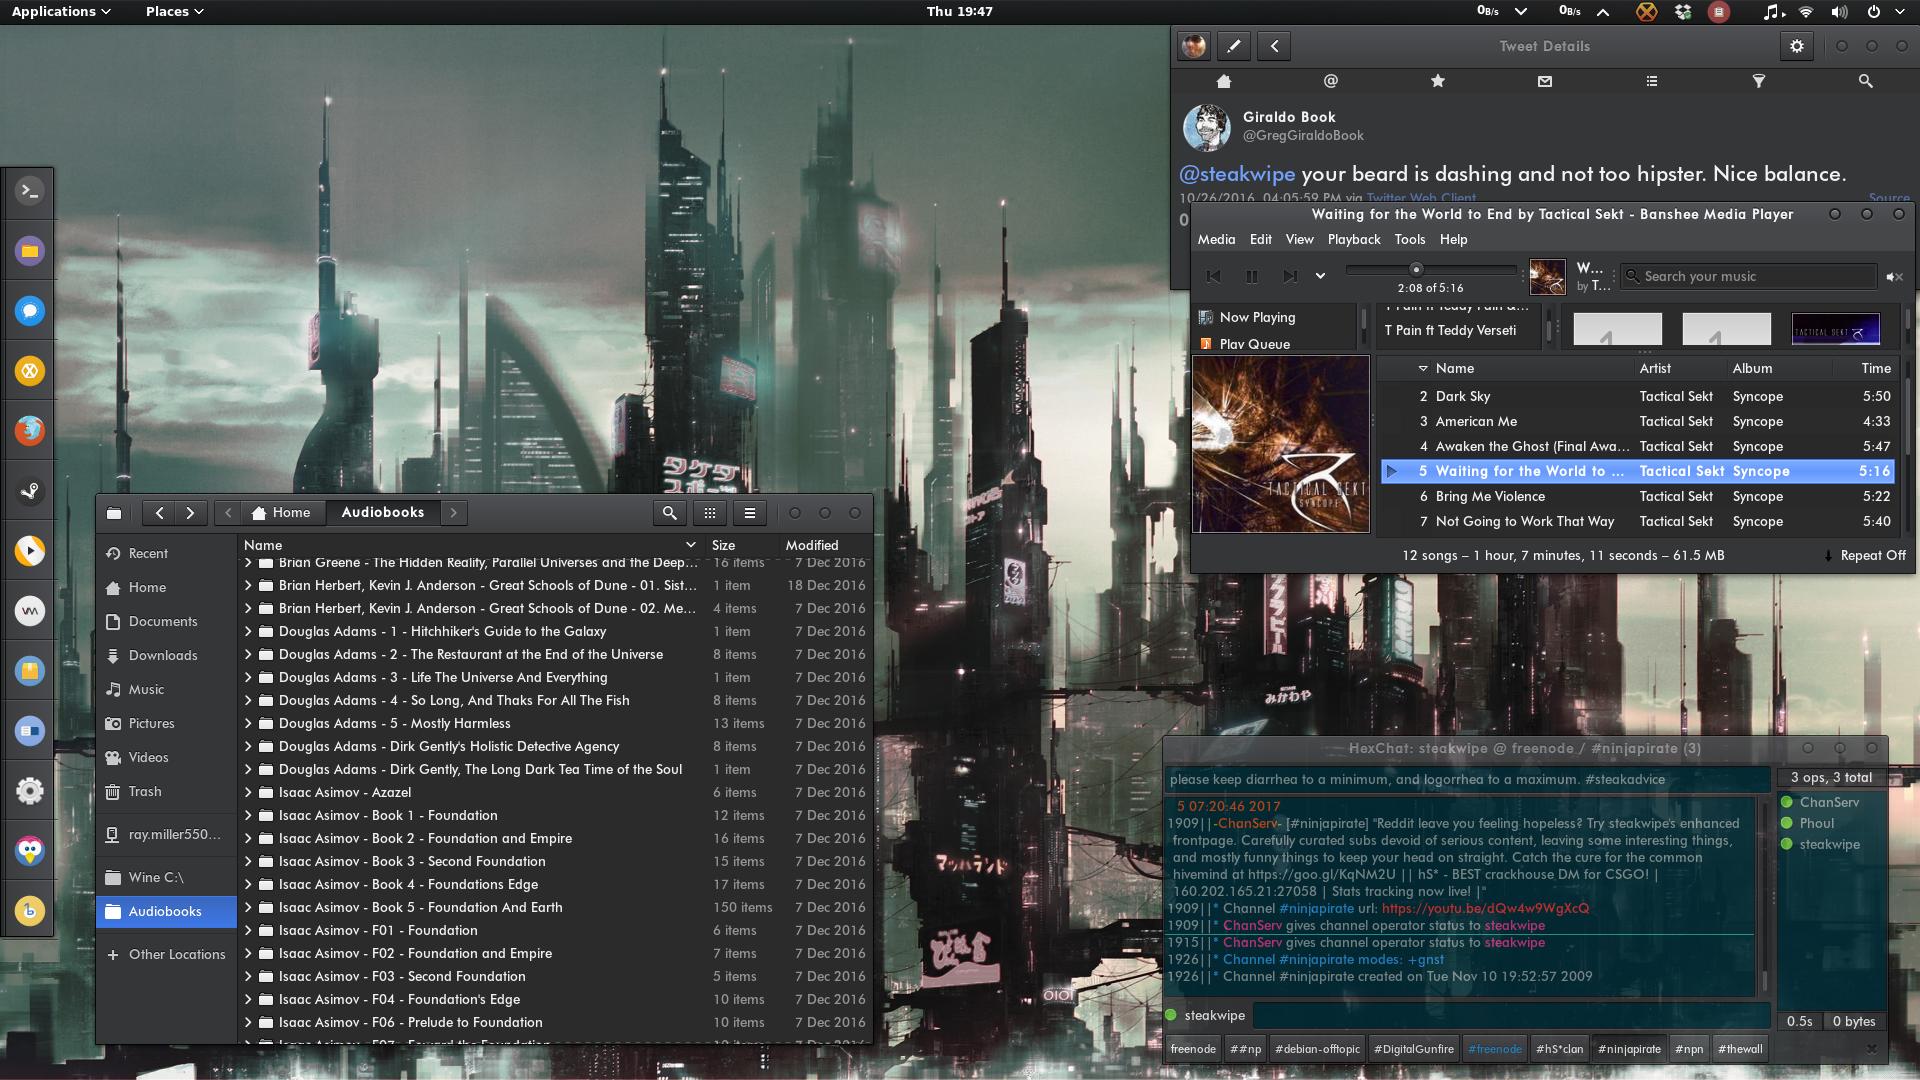 Applications Places Thu 19:47 0B/s 0B/s
Tweet Details
@
Giraldo Book
@GregGiraldoBook
@steakwipe your beard is dashing and not too hipster. Nice balance.
10/26/2016, 04:05:59 PM via Twitter Web Client Source
0
Waiting for the World to End by Tactical Sekt - Banshee Media Player
Media Edit View Playback Tools Help
2:08 of 5:16
W...
by T...
Search your music
Now Playing
Play Queue
T Pain ft Teddy Verseti
TACTICAL SEKT
TACTICAL SEKT
SYNCOPE
Name Artist Album Time
2 Dark Sky Tactical Sekt Syncope 5:50
3 American Me Tactical Sekt Syncope 4:33
4 Awaken the Ghost (Final Awa... Tactical Sekt Syncope 5:47
5 Waiting for the World to ... Tactical Sekt Syncope 5:16
6 Bring Me Violence Tactical Sekt Syncope 5:22
7 Not Going to Work That Way Tactical Sekt Syncope 5:40
12 songs – 1 hour, 7 minutes, 11 seconds – 61.5 MB Repeat Off
タケダ
スポー
みかわや
マッハランド
OIOI
Home Audiobooks
Recent
Home
Documents
Downloads
Music
Pictures
Videos
Trash
ray.miller550...
Wine C:\
Audiobooks
+ Other Locations
Name Size Modified
Brian Greene - The Hidden Reality, Parallel Universes and the Deep... 16 items 7 Dec 2016
Brian Herbert, Kevin J. Anderson - Great Schools of Dune - 01. Sist... 1 item 18 Dec 2016
Brian Herbert, Kevin J. Anderson - Great Schools of Dune - 02. Me... 4 items 7 Dec 2016
Douglas Adams - 1 - Hitchhiker's Guide to the Galaxy 1 item 7 Dec 2016
Douglas Adams - 2 - The Restaurant at the End of the Universe 8 items 7 Dec 2016
Douglas Adams - 3 - Life The Universe And Everything 1 item 7 Dec 2016
Douglas Adams - 4 - So Long, And Thaks For All The Fish 8 items 7 Dec 2016
Douglas Adams - 5 - Mostly Harmless 13 items 7 Dec 2016
Douglas Adams - Dirk Gently's Holistic Detective Agency 8 items 7 Dec 2016
Douglas Adams - Dirk Gently, The Long Dark Tea Time of the Soul 1 item 7 Dec 2016
Isaac Asimov - Azazel 6 items 7 Dec 2016
Isaac Asimov - Book 1 - Foundation 12 items 7 Dec 2016
Isaac Asimov - Book 2 - Foundation and Empire 16 items 7 Dec 2016
Isaac Asimov - Book 3 - Second Foundation 15 items 7 Dec 2016
Isaac Asimov - Book 4 - Foundations Edge 17 items 7 Dec 2016
Isaac Asimov - Book 5 - Foundation And Earth 150 items 7 Dec 2016
Isaac Asimov - F01 - Foundation 6 items 7 Dec 2016
Isaac Asimov - F02 - Foundation and Empire 7 items 7 Dec 2016
Isaac Asimov - F03 - Second Foundation 5 items 7 Dec 2016
Isaac Asimov - F04 - Foundation's Edge 10 items 7 Dec 2016
Isaac Asimov - F06 - Prelude to Foundation 10 items 7 Dec 2016
HexChat: steakwipe @ freenode / #ninjapirate (3)
please keep diarrhea to a minimum, and logorrhea to a maximum. #steakadvice
3 ops, 3 total
ChanServ
Phoul
steakwipe
5 07:20:46 2017
1909||-ChanServ- [#ninjapirate] "Reddit leave you feeling hopeless? Try steakwipe's enhanced
frontpage. Carefully curated subs devoid of serious content, leaving some interesting things,
and mostly funny things to keep your head on straight. Catch the cure for the common
hivemind at https://goo.gl/KqNM2U || hS* - BEST crackhouse DM for CSGO! |
160.202.165.21:27058 | Stats tracking now live! |"
1909||* Channel #ninjapirate url: https://youtu.be/dQw4w9WgXcQ
1909||* ChanServ gives channel operator status to steakwipe
1915||* ChanServ gives channel operator status to steakwipe
1926||* Channel #ninjapirate modes: +gnst
1926||* Channel #ninjapirate created on Tue Nov 10 19:52:57 2009
steakwipe
0.5s 0 bytes
freenode ##np #debian-offtopic #DigitalGunfire #freenode #hS*clan #ninjapirate #npn #thewall